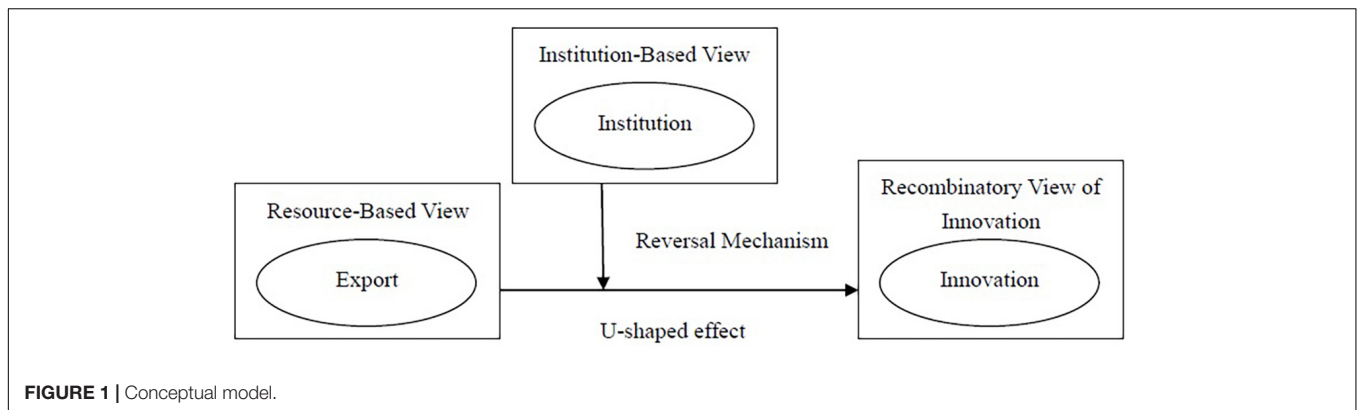 Institution-Based View
Institution
Resource-Based View
Export
Recombinatory View of
Innovation
Innovation
Reversal Mechanism
U-shaped effect
FIGURE 1 | Conceptual model.